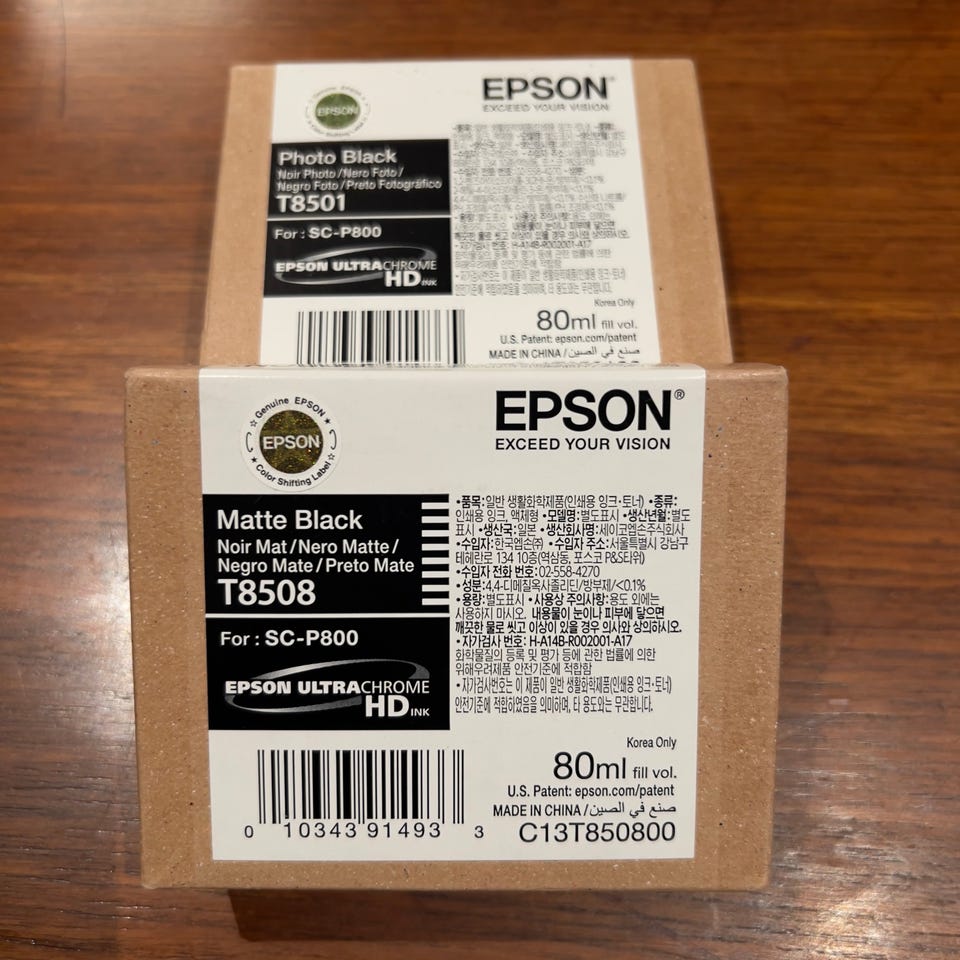 Genuine Epson
EPSON
EPSON
EXCEED YOUR VISION
Photo Black
Noir Photo/Nero Foto/
Negro Foto/Preto Fotográfico
T8501
For : SC-P800
EPSON ULTRACHROME
HD INK
H-A14B-R002001-A17
Korea Only
80ml fill vol.
U.S. Patent: epson.com/patent
MADE IN CHINA/صنع في الصين
Genuine EPSON
EPSON
Color Shifting Label
EPSON®
EXCEED YOUR VISION
Matte Black
Noir Mat/Nero Matte/
Negro Mate/Preto Mate
T8508
For : SC-P800
EPSON ULTRACHROME
HD INK
•품목:일반 생활화학제품(인쇄용 잉크·토너) •종류:
인쇄용 잉크, 액체형 •모델명:별도표시 •생산년월:별도
표시 •생산국:일본 •생산회사명:세이코엡손주식회사
•수입자:한국엡손㈜ •수입자 주소:서울특별시 강남구
테헤란로 134 10층(역삼동, 포스코 P&S타워)
•수입자 전화 번호:02-558-4270
•성분:4,4-디메칠옥사졸리딘/방부제/<0.1%
•용량:별도표시 •사용상 주의사항:용도 외에는
사용하지 마시오. 내용물이 눈이나 피부에 닿으면
깨끗한 물로 씻고 이상이 있을 경우 의사와 상의하시오.
•자가검사 번호: H-A14B-R002001-A17
화학물질의 등록 및 평가 등에 관한 법률에 의한
위해우려제품 안전기준에 적합함
•자가검사번호는 이 제품이 일반 생활화학제품(인쇄용 잉크·토너)
안전기준에 적합하였음을 의미하며, 타 용도와는 무관합니다.
Korea Only
80ml fill vol.
U.S. Patent: epson.com/patent
MADE IN CHINA/صنع في الصين
C13T850800
0 10343 91493 3